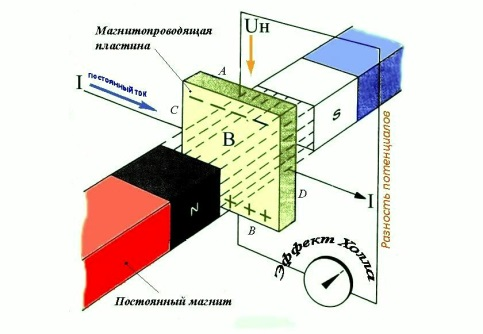 Магнитопроводящая
пластина
Uн
I
постоянный ток
A
C
B
S
N
D
I
B
Разность потенциалов
Эффект Холла
Постоянный магнит